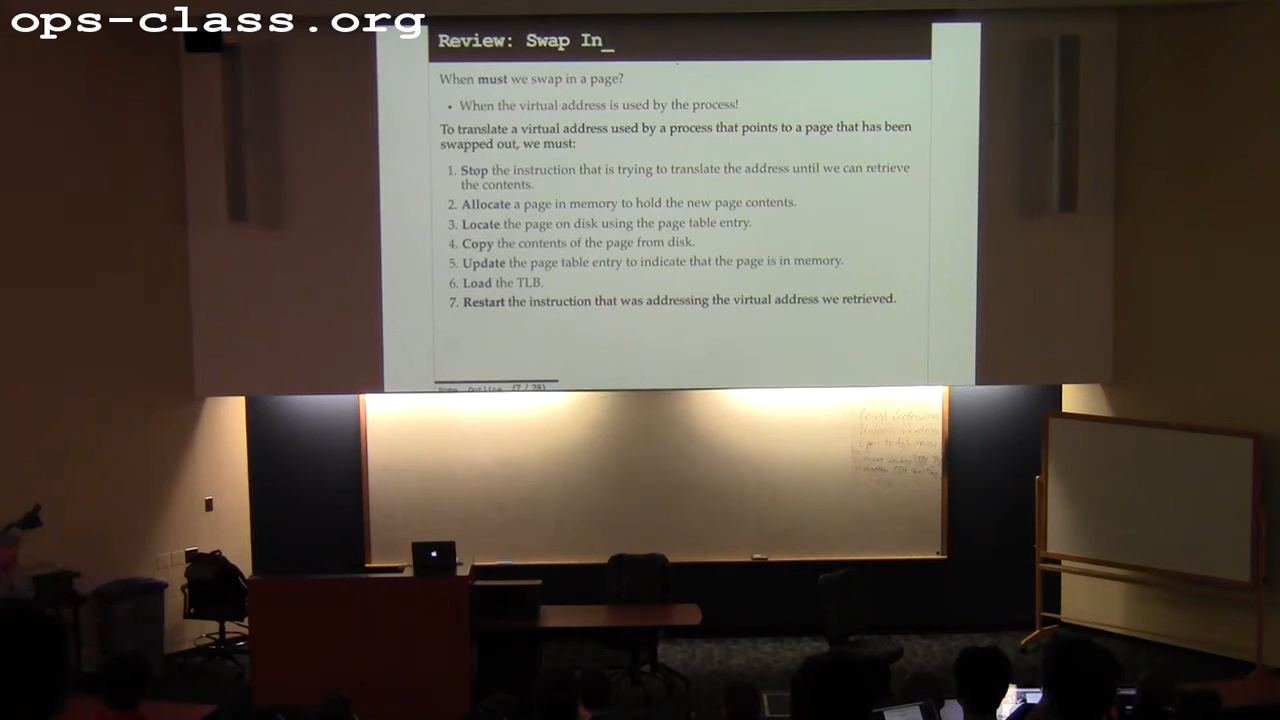 ops-class.org
Review: Swap In_
When must we swap in a page?
• When the virtual address is used by the process!
To translate a virtual address used by a process that points to a page that has been
swapped out, we must:
1. Stop the instruction that is trying to translate the address until we can retrieve
the contents.
2. Allocate a page in memory to hold the new page contents.
3. Locate the page on disk using the page table entry.
4. Copy the contents of the page from disk.
5. Update the page table entry to indicate that the page is in memory.
6. Load the TLB.
7. Restart the instruction that was addressing the virtual address we retrieved.
(7 / 28)